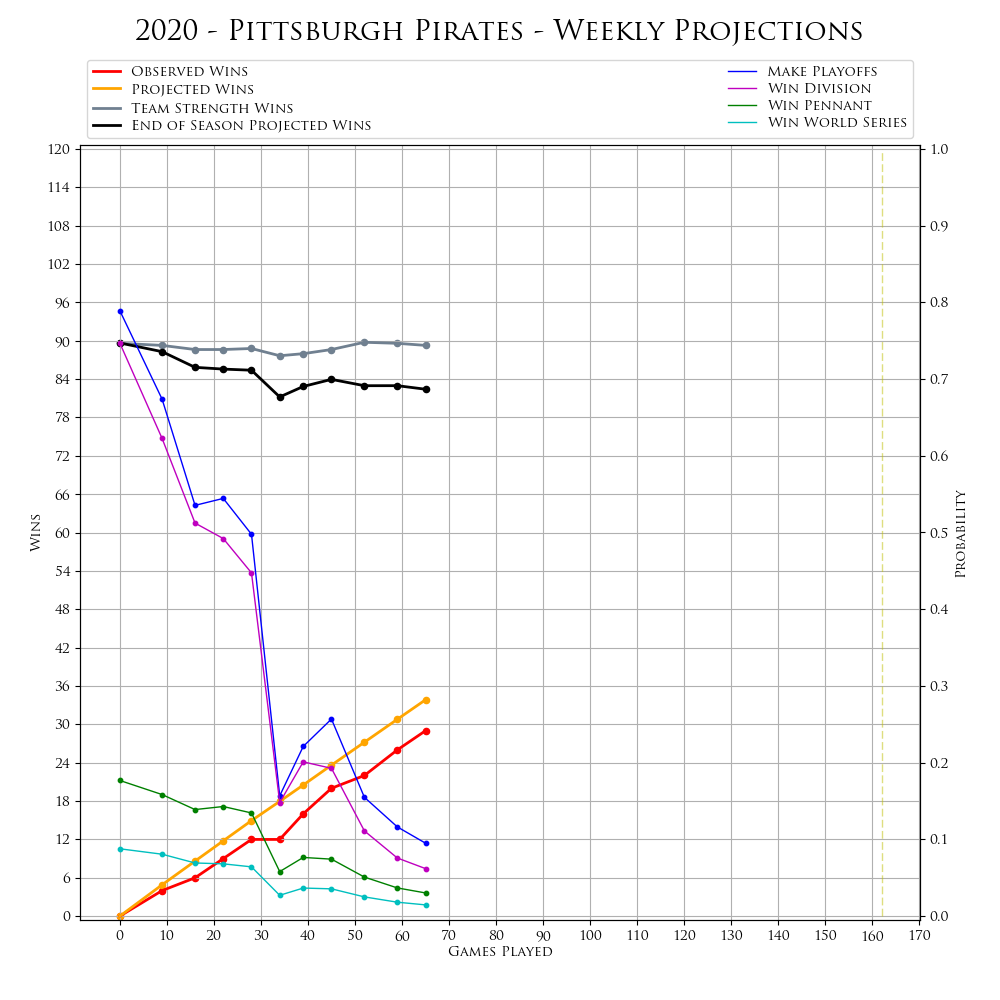 2020 - Pittsburgh Pirates - Weekly Projections
Observed Wins
Projected Wins
Team Strength Wins
End of Season Projected Wins
Make Playoffs
Win Division
Win Pennant
Win World Series
120
114
108
102
96
90
84
78
72
66
60
54
48
42
36
30
24
18
12
6
0
Wins
1.0
0.9
0.8
0.7
0.6
0.5
0.4
0.3
0.2
0.1
0.0
Probability
0 10 20 30 40 50 60 70 80 90 100 110 120 130 140 150 160 170
Games Played